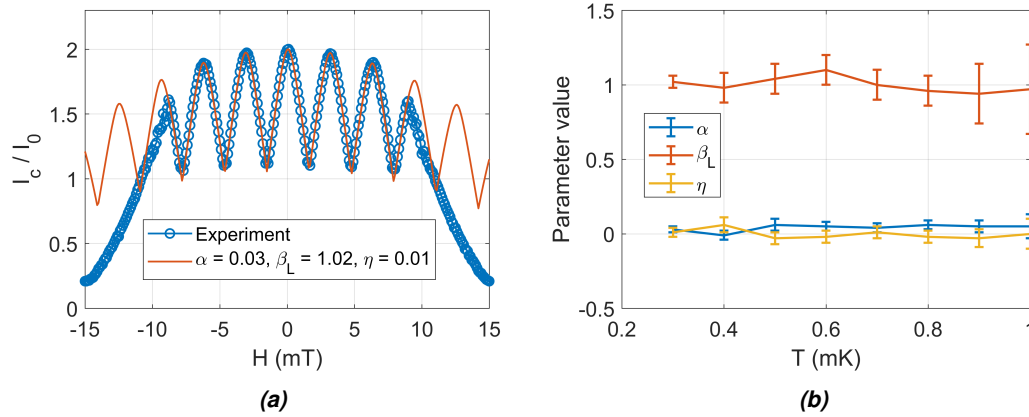 2
1.5
1
0.5
0
I_c / I_0
Experiment
α = 0.03, β_L = 1.02, η = 0.01
-15 -10 -5 0 5 10 15
H (mT)
(a)
1.5
1
0.5
0
-0.5
Parameter value
α
β_L
η
0.2 0.4 0.6 0.8 1
T (mK)
(b)